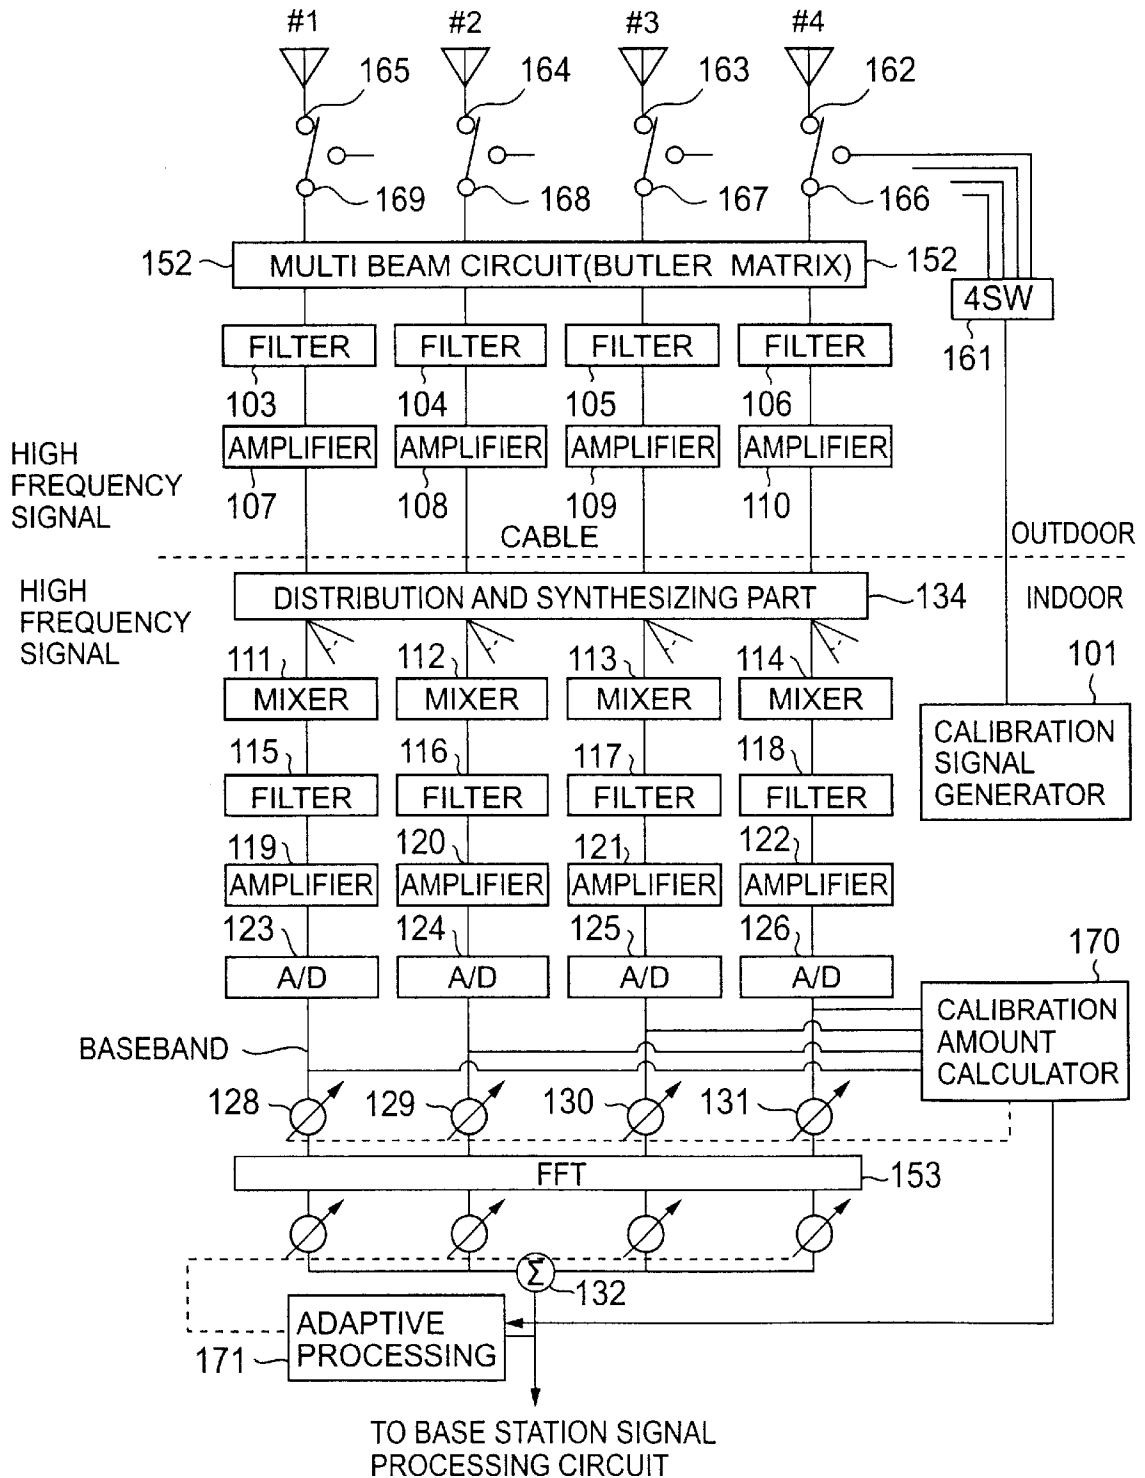 #1 #2 #3 #4
165 164 163 162
169 168 167 166
152 MULTI BEAM CIRCUIT(BUTLER MATRIX) 152
4SW
161
FILTER FILTER FILTER FILTER
103 104 105 106
AMPLIFIER AMPLIFIER AMPLIFIER AMPLIFIER
107 108 109 110
HIGH
FREQUENCY
SIGNAL
CABLE
OUTDOOR
HIGH
FREQUENCY
SIGNAL
DISTRIBUTION AND SYNTHESIZING PART 134
INDOOR
111 112 113 114
MIXER MIXER MIXER MIXER
101
CALIBRATION
SIGNAL
GENERATOR
115 116 117 118
FILTER FILTER FILTER FILTER
119 120 121 122
AMPLIFIER AMPLIFIER AMPLIFIER AMPLIFIER
123 124 125 126
A/D A/D A/D A/D
170
CALIBRATION
AMOUNT
CALCULATOR
BASEBAND
128 129 130 131
FFT 153
Σ
132
ADAPTIVE
PROCESSING
171
TO BASE STATION SIGNAL
PROCESSING CIRCUIT